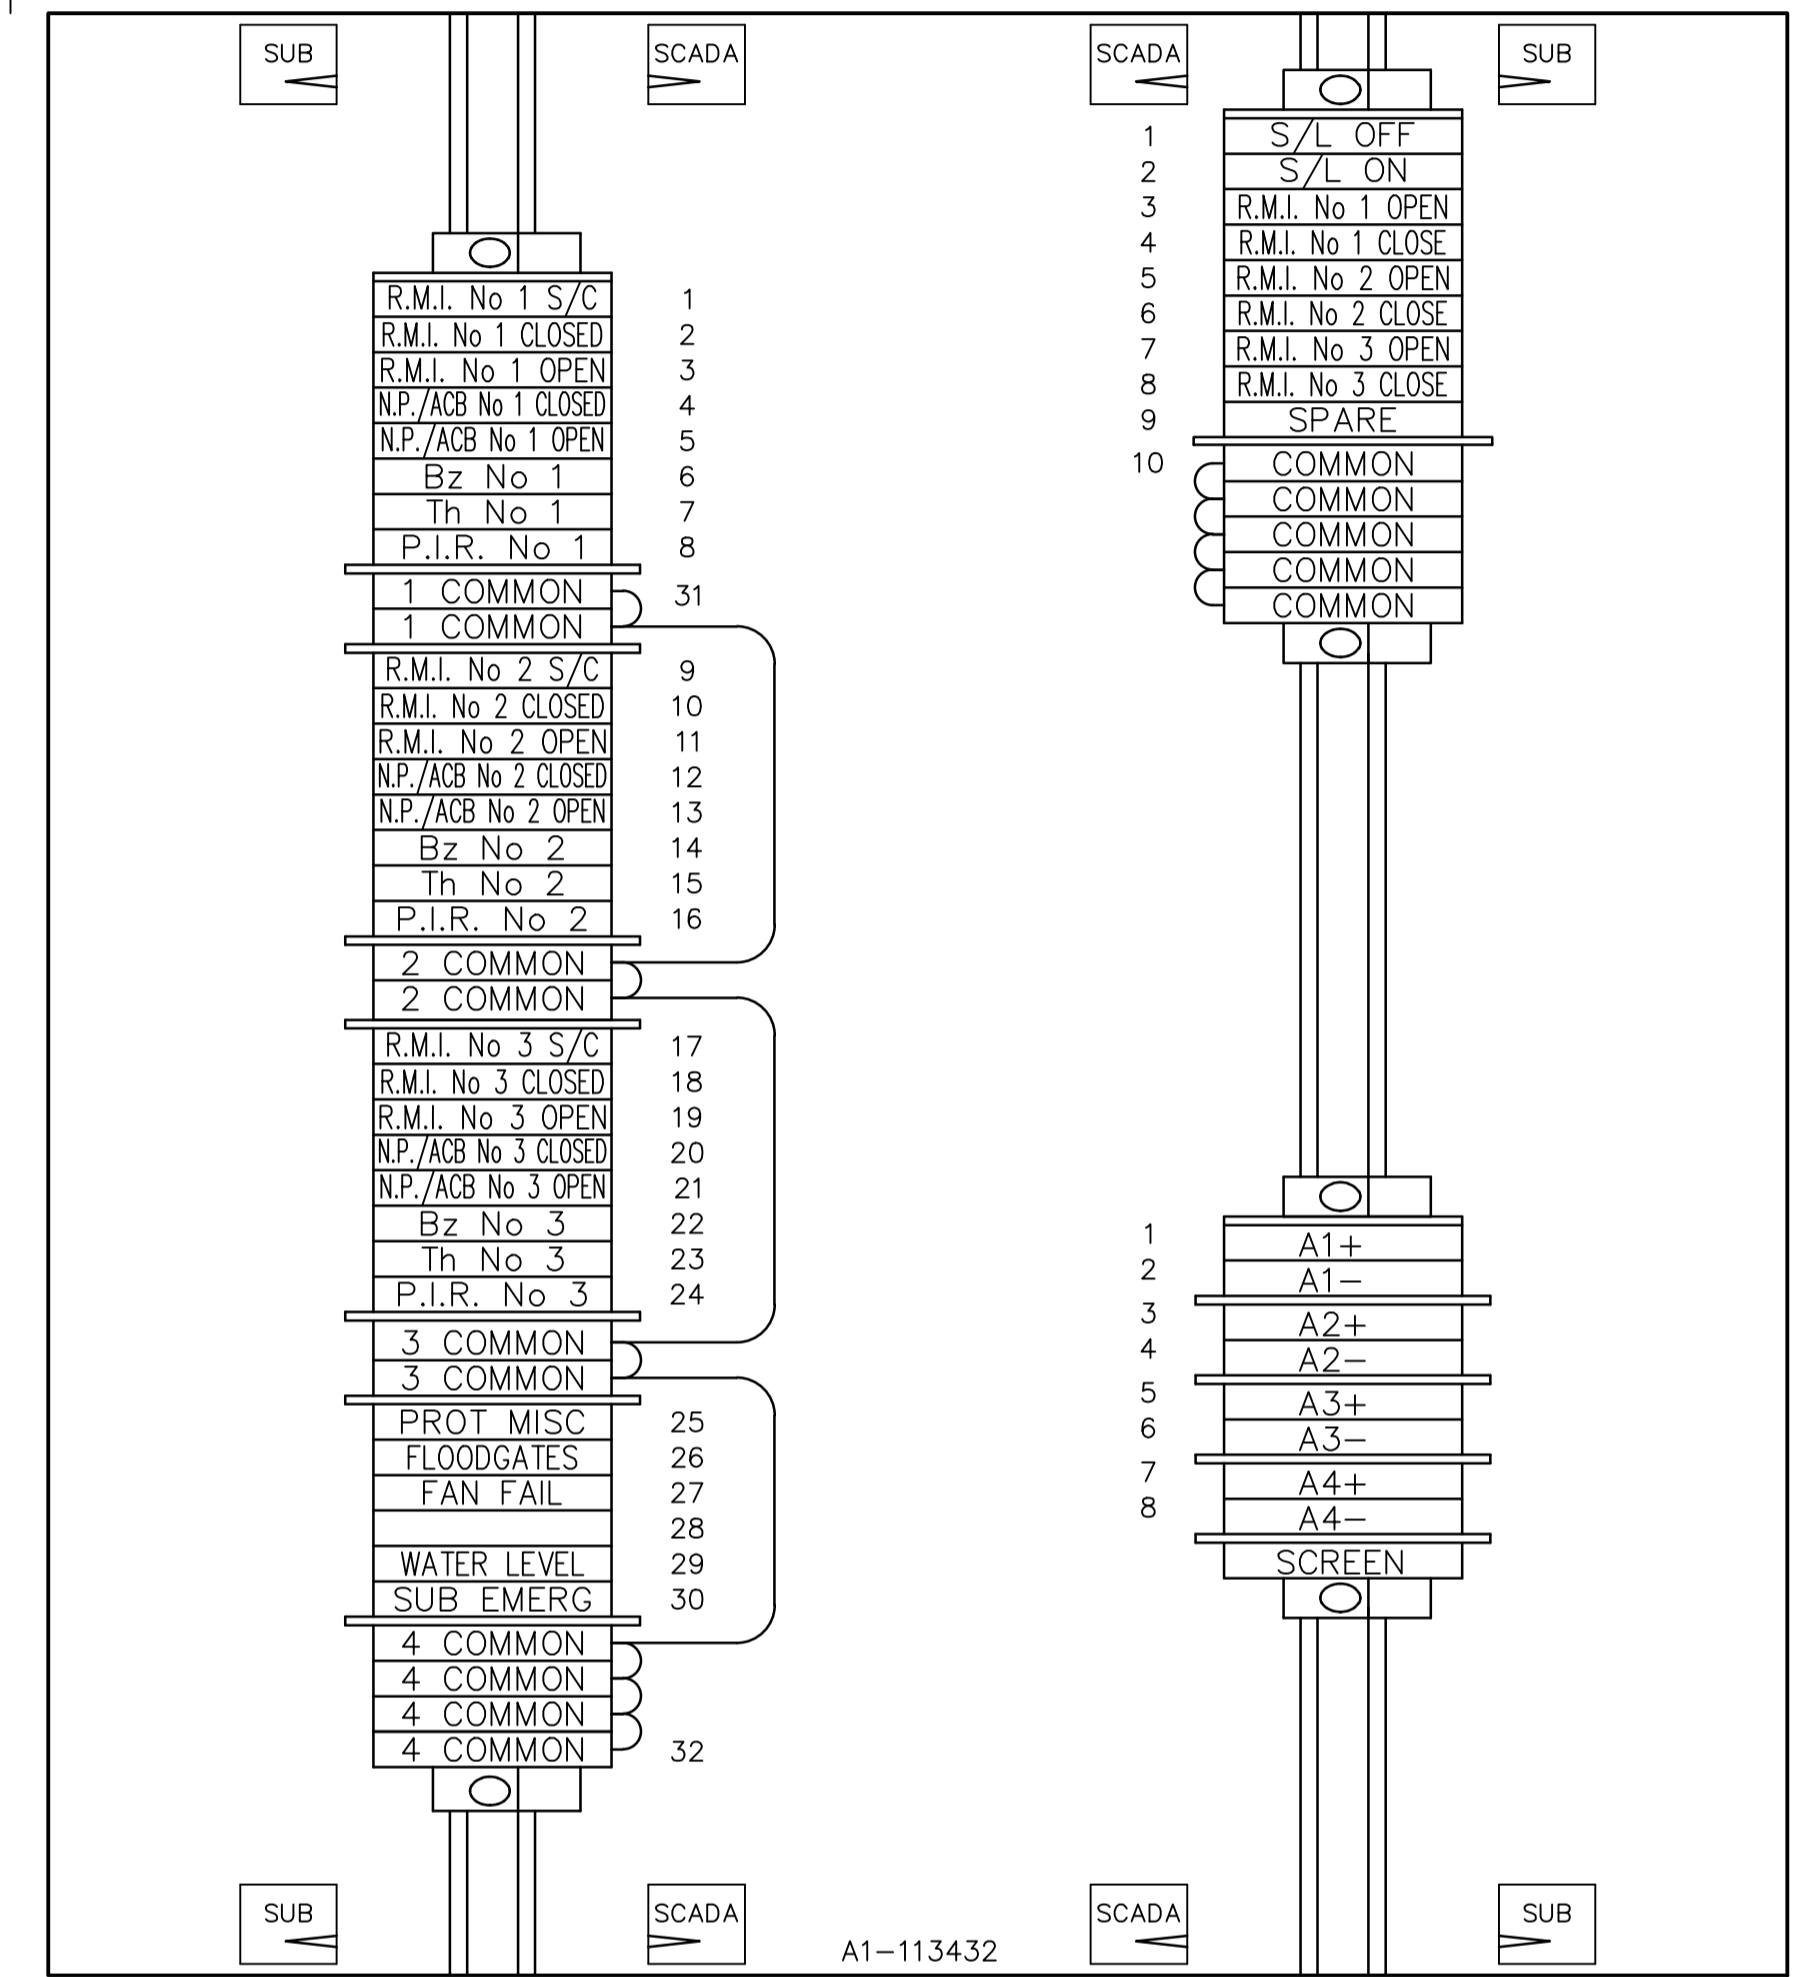 SUB
SCADA
SCADA
SUB
R.M.I. No 1 S/C 1
R.M.I. No 1 CLOSED 2
R.M.I. No 1 OPEN 3
N.P./ACB No 1 CLOSED 4
N.P./ACB No 1 OPEN 5
Bz No 1 6
Th No 1 7
P.I.R. No 1 8
1 COMMON 31
1 COMMON
R.M.I. No 2 S/C 9
R.M.I. No 2 CLOSED 10
R.M.I. No 2 OPEN 11
N.P./ACB No 2 CLOSED 12
N.P./ACB No 2 OPEN 13
Bz No 2 14
Th No 2 15
P.I.R. No 2 16
2 COMMON
2 COMMON
R.M.I. No 3 S/C 17
R.M.I. No 3 CLOSED 18
R.M.I. No 3 OPEN 19
N.P./ACB No 3 CLOSED 20
N.P./ACB No 3 OPEN 21
Bz No 3 22
Th No 3 23
P.I.R. No 3 24
3 COMMON
3 COMMON
PROT MISC 25
FLOODGATES 26
FAN FAIL 27
28
WATER LEVEL 29
SUB EMERG 30
4 COMMON
4 COMMON
4 COMMON
4 COMMON 32
1 S/L OFF
2 S/L ON
3 R.M.I. No 1 OPEN
4 R.M.I. No 1 CLOSE
5 R.M.I. No 2 OPEN
6 R.M.I. No 2 CLOSE
7 R.M.I. No 3 OPEN
8 R.M.I. No 3 CLOSE
9 SPARE
10 COMMON
COMMON
COMMON
COMMON
COMMON
1 A1+
2 A1-
3 A2+
4 A2-
5 A3+
6 A3-
7 A4+
8 A4-
SCREEN
SUB
SCADA
A1-113432
SCADA
SUB